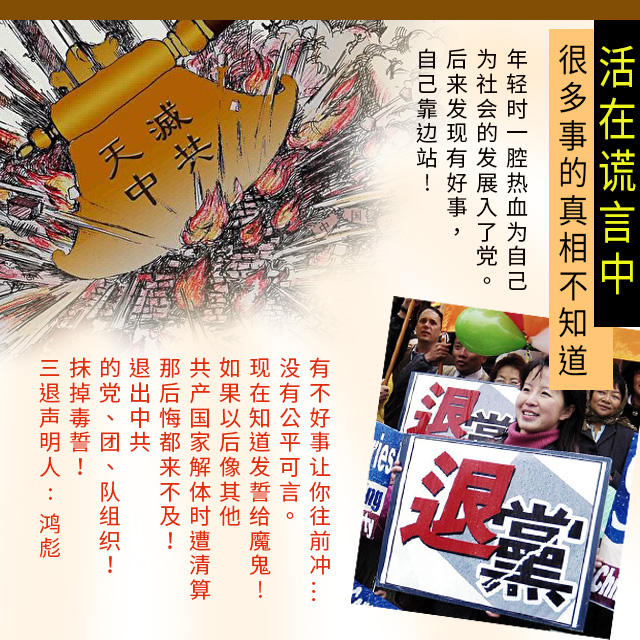 活在谎言中
很多事的真相不知道
年轻时一腔热血为自己
为社会的发展入了党。
后来发现有好事，
自己靠边站！
天滅
中共
有不好事让你往前冲…
没有公平可言。
现在知道发誓给魔鬼！
如果以后像其他
共产国家解体时遭清算
那后悔都来不及！
退出中共
的党、团、队组织！
抹掉毒誓！
三退声明人：鸿彪
退黨
退黨